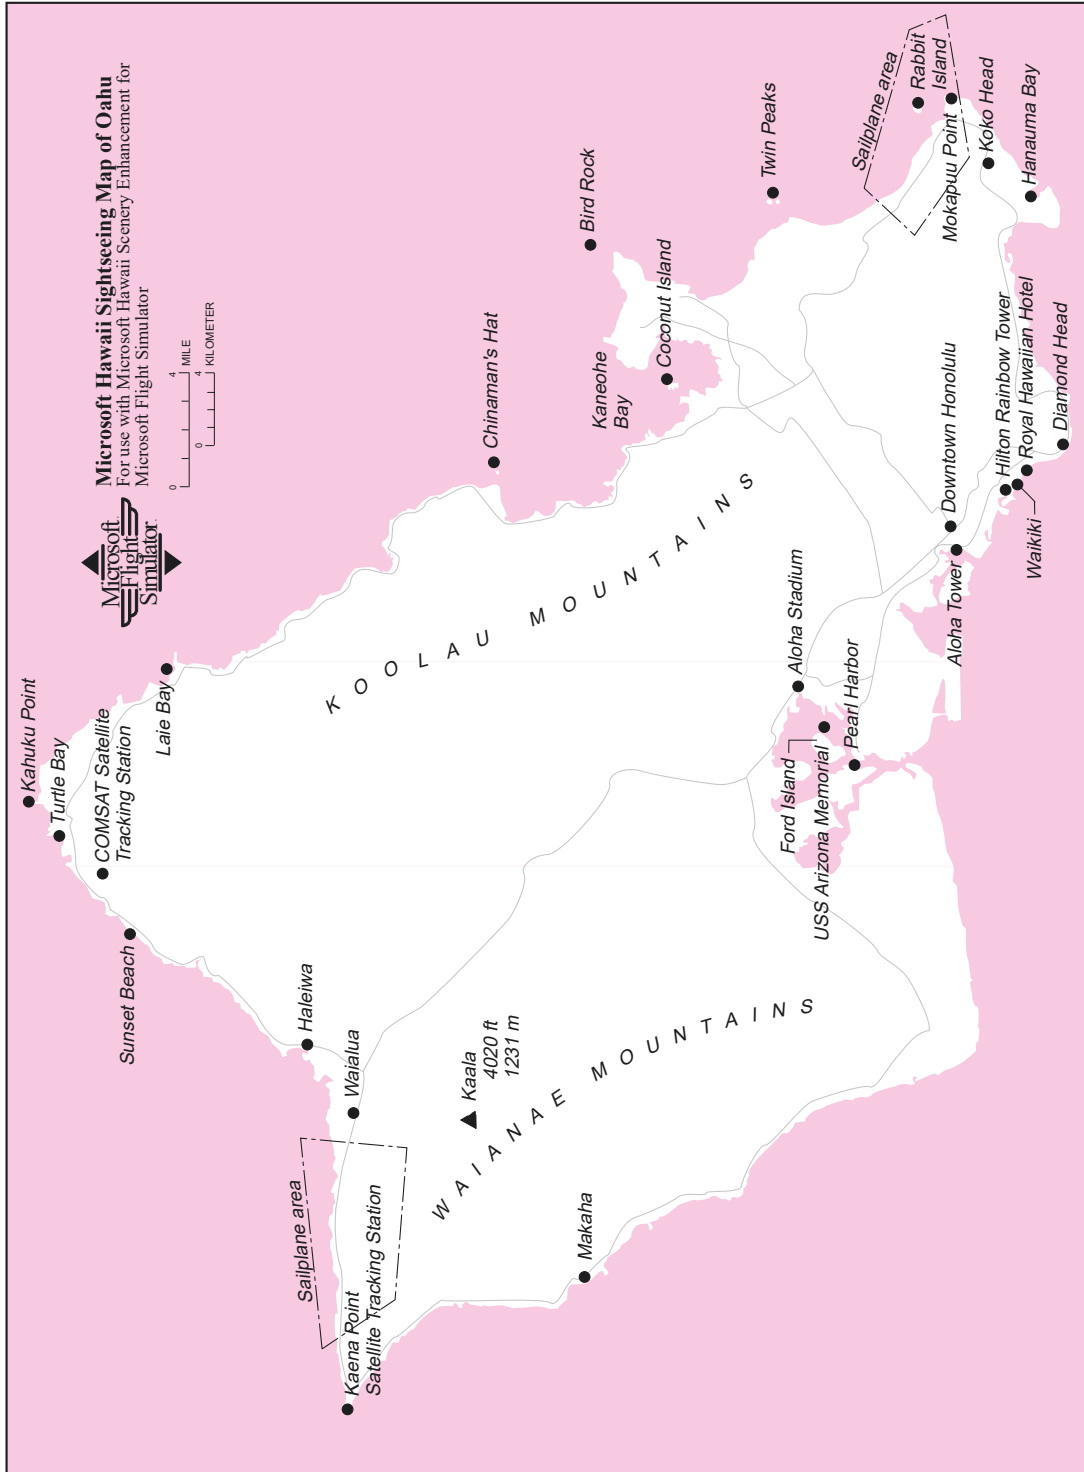 Microsoft
Flight
Simulator
Microsoft Hawaii Sightseeing Map of Oahu
For use with Microsoft Hawaii Scenery Enhancement for
Microsoft Flight Simulator
0 4 MILE
0 4 KILOMETER
Kahuku Point
Turtle Bay
COMSAT Satellite
Tracking Station
Laie Bay
Sunset Beach
Haleiwa
Waialua
Kaala
4020 ft
1231 m
Sailplane area
Kaena Point
Satellite Tracking Station
Makaha
WAIANAE MOUNTAINS
KOOLAU MOUNTAINS
Chinaman's Hat
Kaneohe
Bay
Bird Rock
Coconut Island
Twin Peaks
Sailplane area
Rabbit
Island
Mokapuu Point
Koko Head
Hanauma Bay
Aloha Stadium
Ford Island
USS Arizona Memorial
Pearl Harbor
Downtown Honolulu
Aloha Tower
Hilton Rainbow Tower
Royal Hawaiian Hotel
Waikiki
Diamond Head